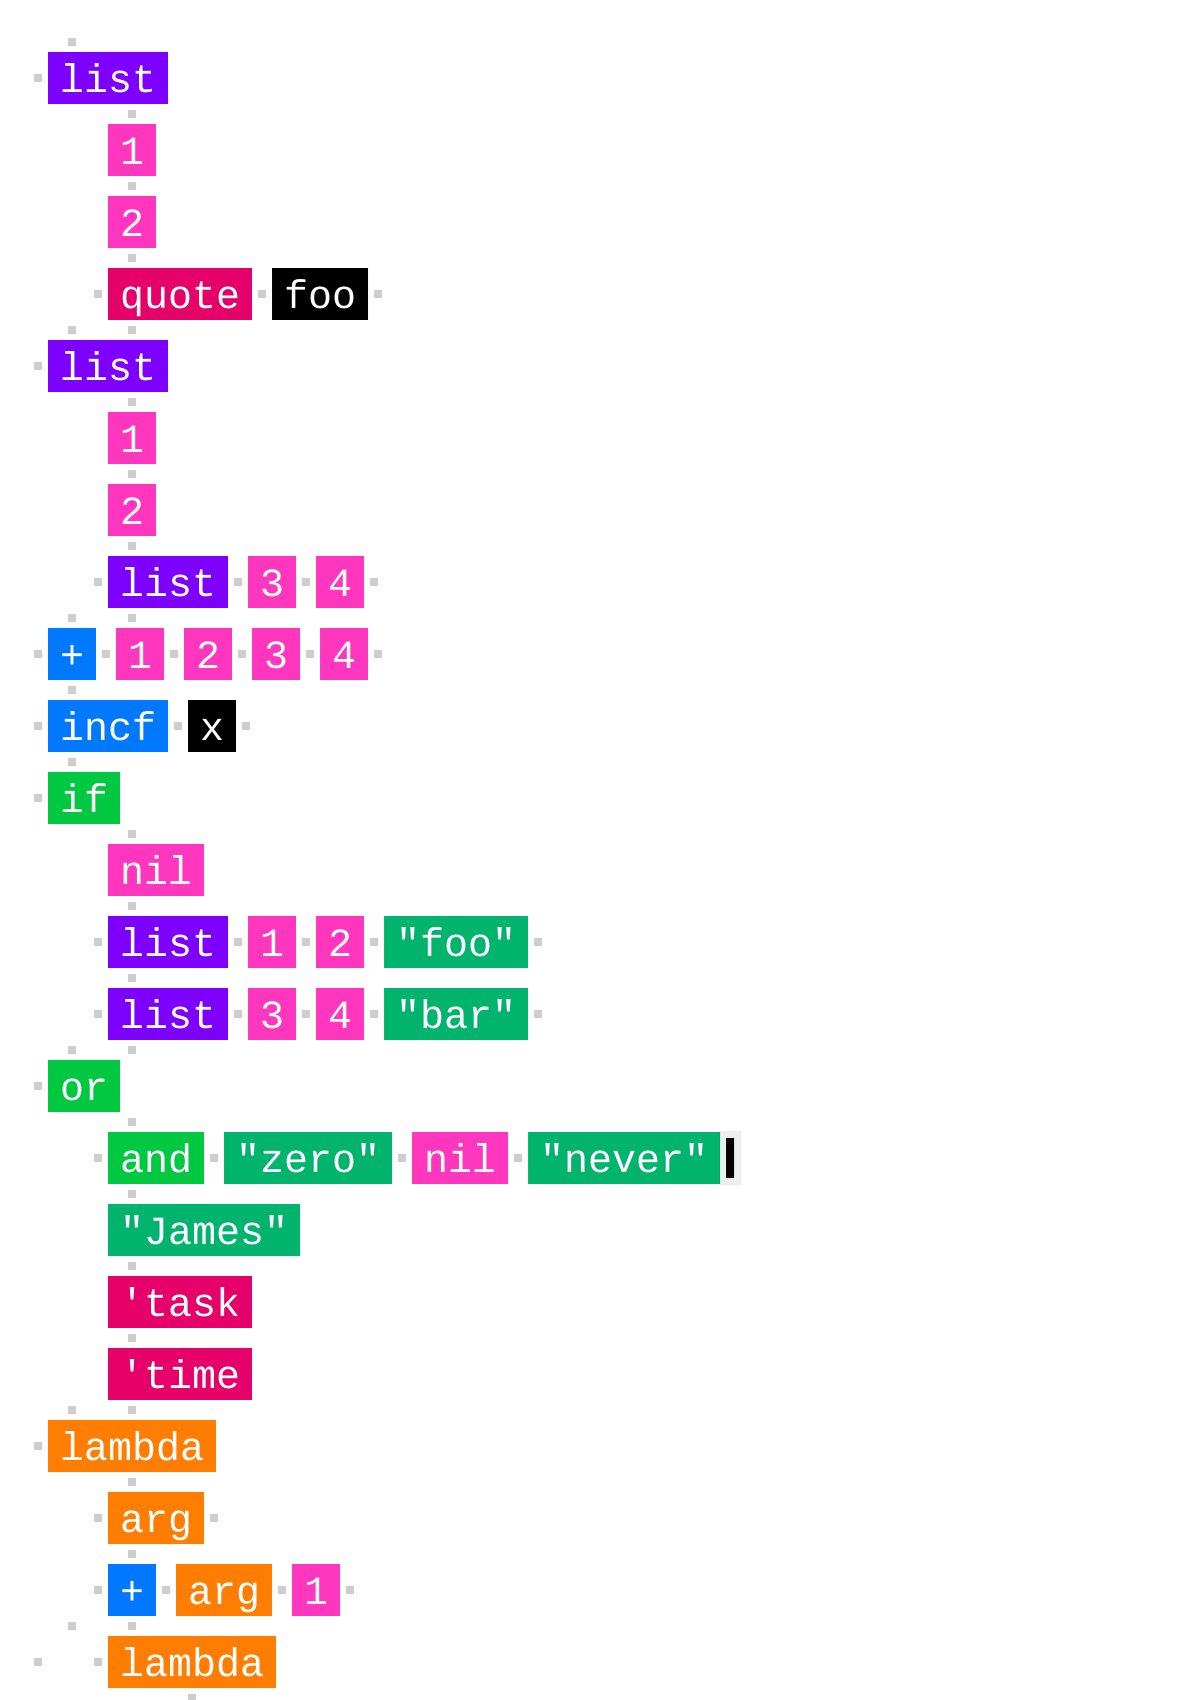 list
1
2
quote foo
list
1
2
list 3 4
+ 1 2 3 4
incf x
if
nil
list 1 2 "foo"
list 3 4 "bar"
or
and "zero" nil "never"
"James"
'task
'time
lambda
arg
+ arg 1
lambda